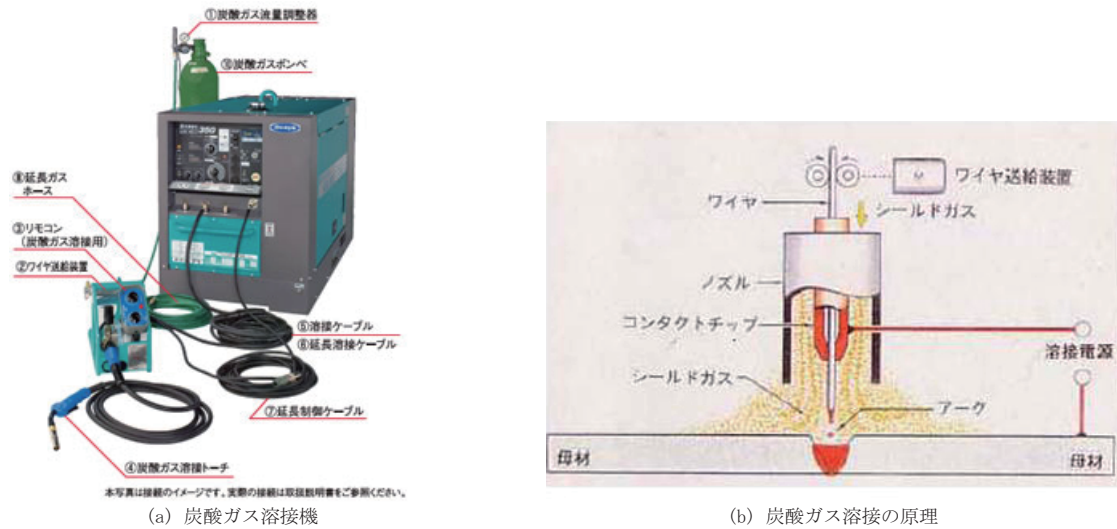 ①炭酸ガス流量調整器
⑩炭酸ガスボンベ
350
Denyo
⑧延長ガス
ホース
③リモコン
(炭酸ガス溶接用)
②ワイヤ送給装置
⑤溶接ケーブル
⑥延長溶接ケーブル
⑦延長制御ケーブル
④炭酸ガス溶接トーチ
本写真は接続のイメージです。実際の接続は取扱説明書をご参照ください。
(a) 炭酸ガス溶接機
M
ワイヤ送給装置
ワイヤ
シールドガス
ノズル
コンタクトチップ
溶接電源
シールドガス
アーク
母材
母材
(b) 炭酸ガス溶接の原理